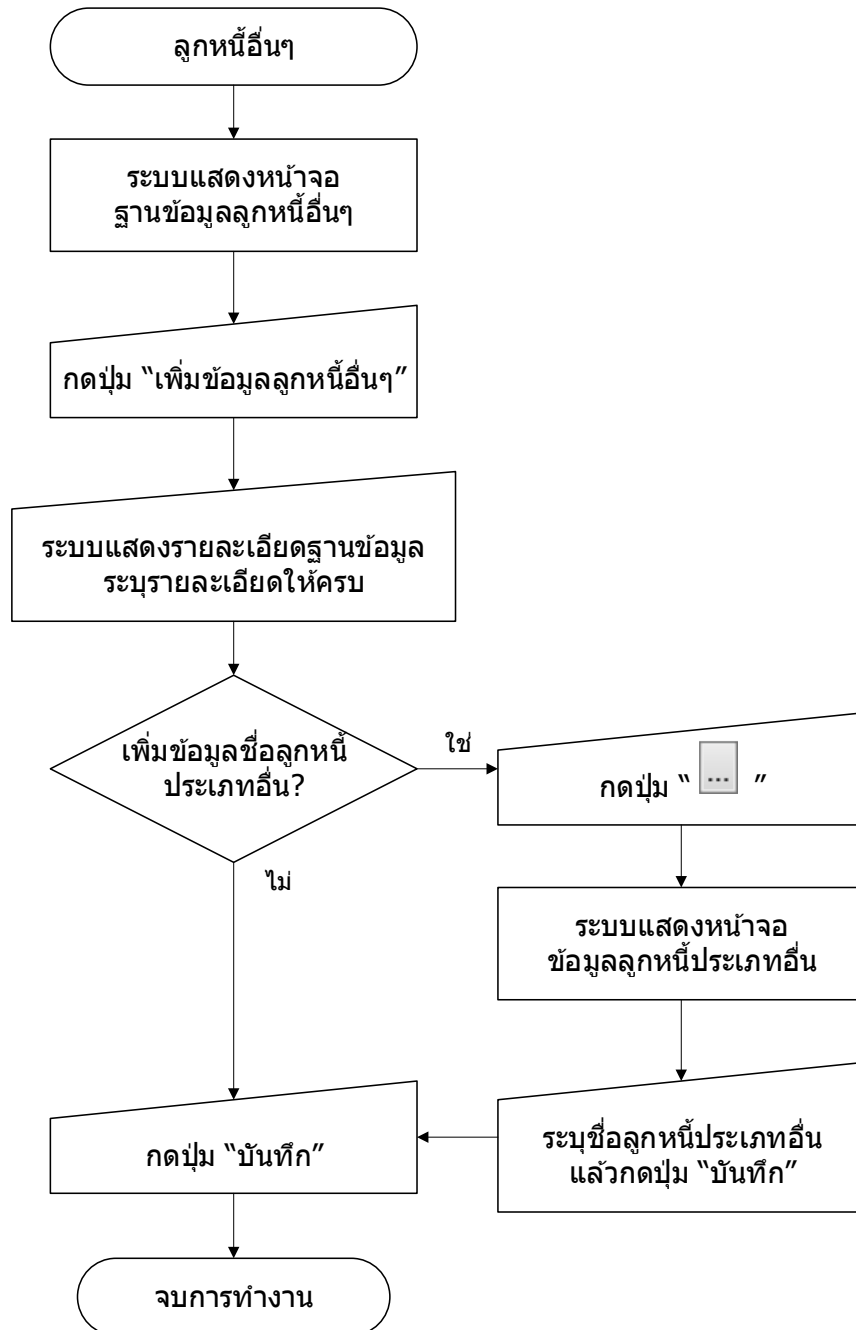 ลูกหนี้อื่นๆ
ระบบแสดงหน้าจอ
ฐานข้อมูลลูกหนี้อื่นๆ
กดปุ่ม “เพิ่มข้อมูลลูกหนี้อื่นๆ”
ระบบแสดงรายละเอียดฐานข้อมูล
ระบุรายละเอียดให้ครบ
เพิ่มข้อมูลชื่อลูกหนี้
ประเภทอื่น?
ใช่
กดปุ่ม “ ... ”
ไม่
ระบบแสดงหน้าจอ
ข้อมูลลูกหนี้ประเภทอื่น
ระบุชื่อลูกหนี้ประเภทอื่น
แล้วกดปุ่ม “บันทึก”
กดปุ่ม “บันทึก”
จบการทำงาน